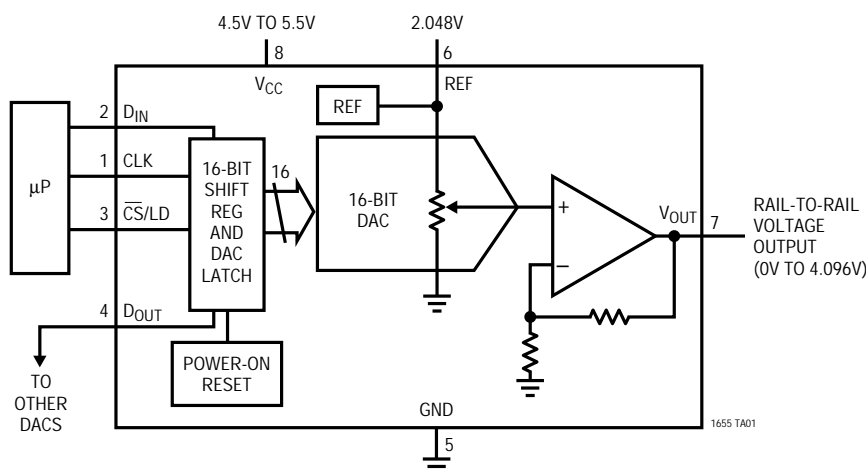 4.5V TO 5.5V
2.048V
8
6
VCC
REF
REF
2
DIN
1
CLK
3
CS/LD
µP
16-BIT
SHIFT
REG
AND
DAC
LATCH
16
16-BIT
DAC
+
–
VOUT
7
RAIL-TO-RAIL
VOLTAGE
OUTPUT
(0V TO 4.096V)
4
DOUT
TO
OTHER
DACS
POWER-ON
RESET
GND
5
1655 TA01